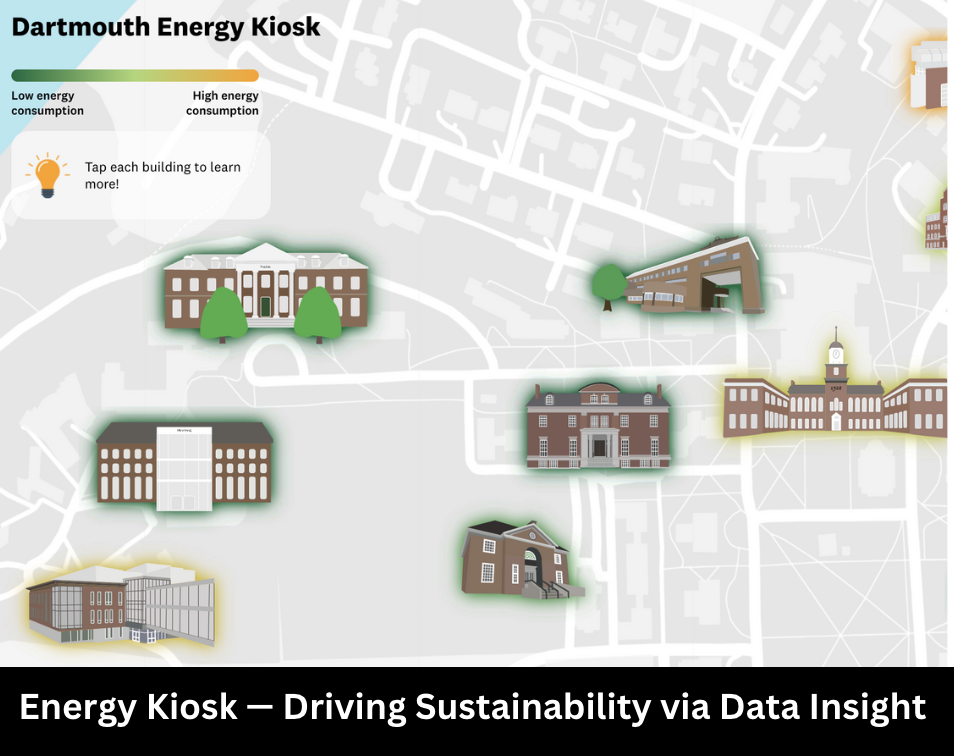 Dartmouth Energy Kiosk
Low energy
consumption
High energy
consumption
Tap each building to learn
more!
Energy Kiosk — Driving Sustainability via Data Insight